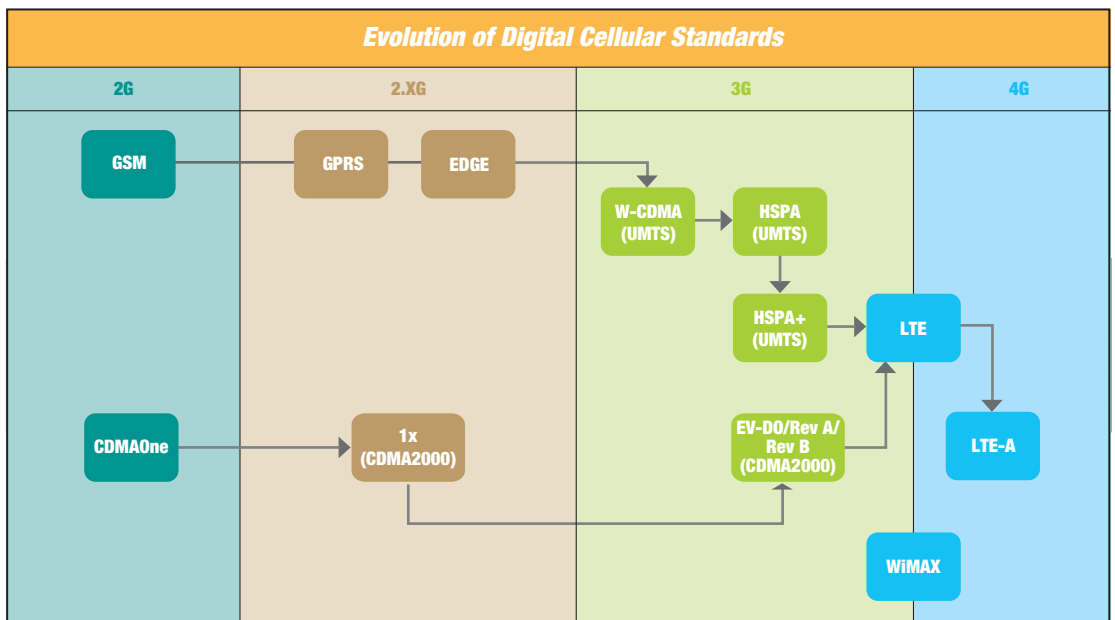 Evolution of Digital Cellular Standards
2G
2.XG
3G
4G
GSM
GPRS
EDGE
W-CDMA
(UMTS)
HSPA
(UMTS)
HSPA+
(UMTS)
LTE
CDMAOne
1x
(CDMA2000)
EV-DO/Rev A/
Rev B
(CDMA2000)
LTE-A
WiMAX